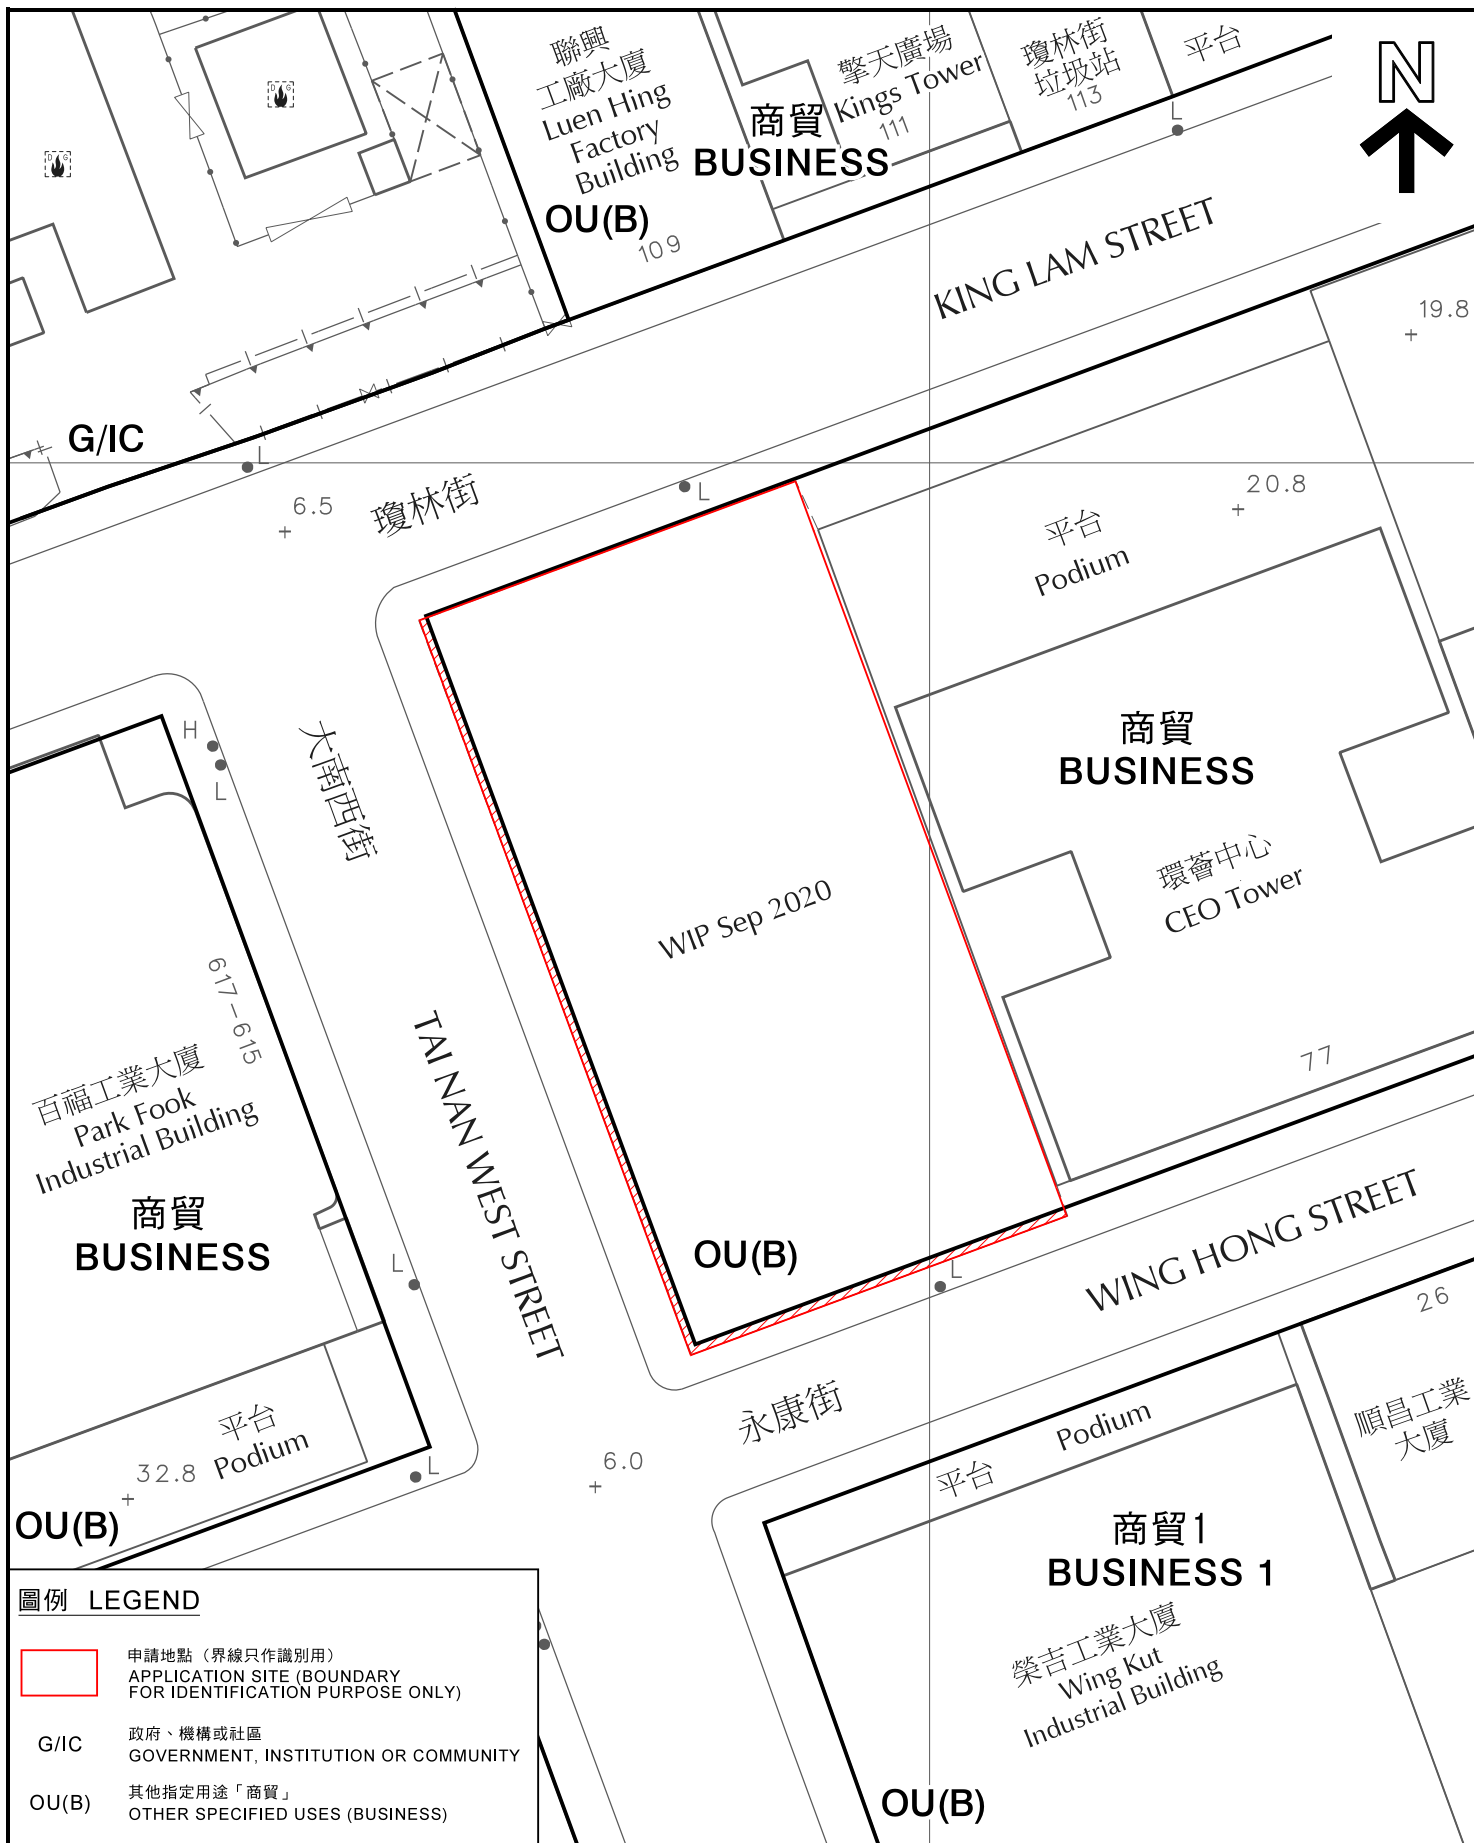 聯興
工廠大廈
Luen Hing
Factory
Building
109
商貿
BUSINESS
OU(B)
擎天廣場
Kings Tower
111
瓊林街
垃圾站
113
平台
L
N
D G
D G
KING LAM STREET
瓊林街
G/IC
L
6.5
L
19.8
20.8
平台
Podium
商貿
BUSINESS
環薈中心
CEO Tower
77
H
L
大南西街
TAI NAN WEST STREET
WIP Sep 2020
OU(B)
617-615
百福工業大廈
Park Fook
Industrial Building
商貿
BUSINESS
L
平台
Podium
32.8
L
OU(B)
L
WING HONG STREET
永康街
6.0
26
順昌工業
大廈
Podium
平台
商貿1
BUSINESS 1
榮吉工業大廈
Wing Kut
Industrial Building
OU(B)
圖例 LEGEND
申請地點（界線只作識別用）
APPLICATION SITE (BOUNDARY
FOR IDENTIFICATION PURPOSE ONLY)
G/IC
政府、機構或社區
GOVERNMENT, INSTITUTION OR COMMUNITY
OU(B)
其他指定用途「商貿」
OTHER SPECIFIED USES (BUSINESS)